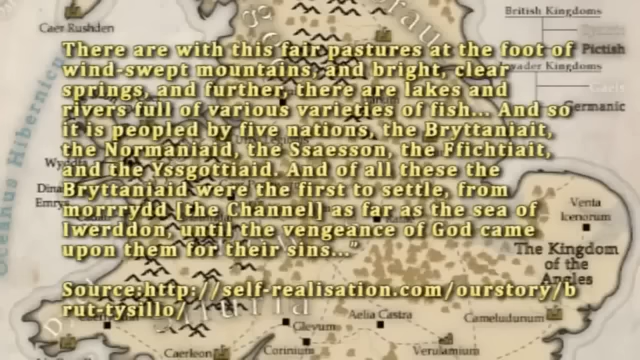 British Kingdoms
Caer Rushden
Pictish
There are with this fair pastures at the foot of
wind-swept mountains, and bright, clear
springs, and further, there are lakes and
rivers full of various varieties of fish... And so
it is peopled by five nations, the Bryttaniait,
the Normaniaid, the Ssaesson, the Ffichtiait,
and the Yssgottiaid. And of all these the
Bryttaniaid were the first to settle, from
morrrydd [the Channel] as far as the sea of
Iwerddon, until the vengeance of God came
upon them for their sins..."
Source:http://self-realisation.com/ourstory/b
rut-tysilio/
Kingdoms
Germanic
Oceanus Hibernicus
Venta
Icenorum
The Kingdom
of the
Angles
Aelia Castra
Cameludunum
Glevum
Caerleon
Corinium
Verulamium